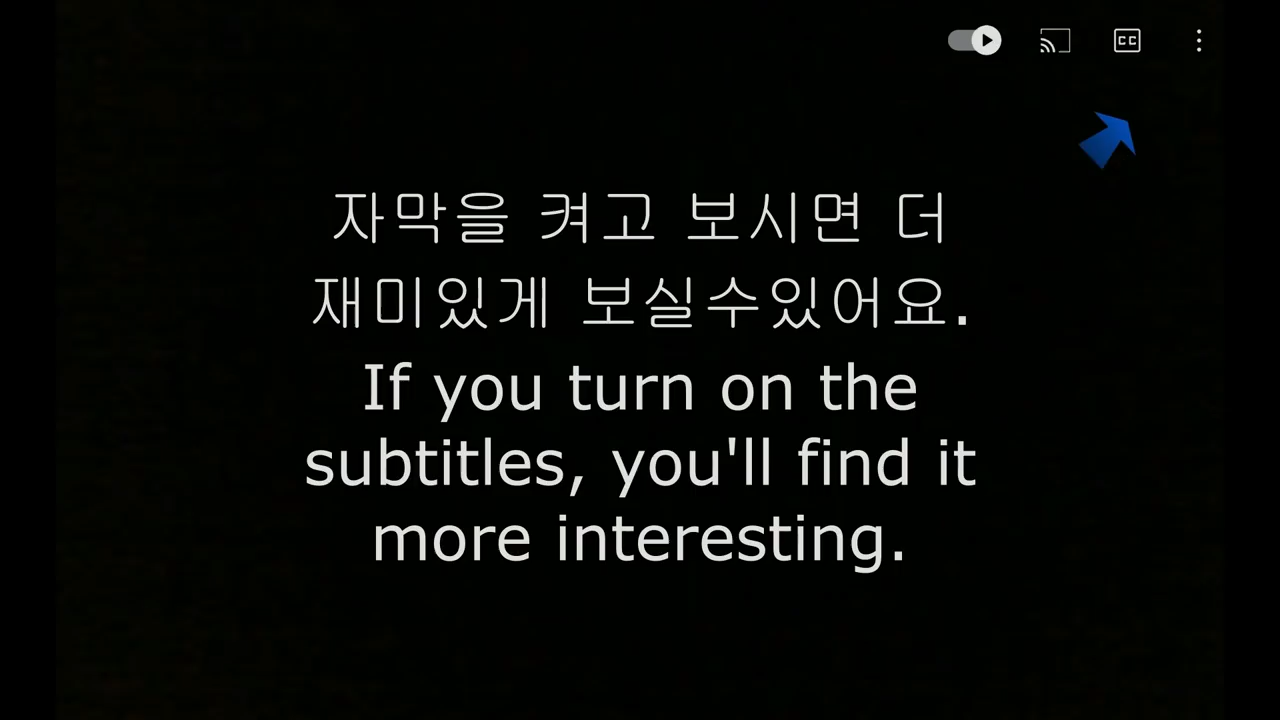 CC
자막을 켜고 보시면 더
재미있게 보실수있어요.
If you turn on the
subtitles, you'll find it
more interesting.